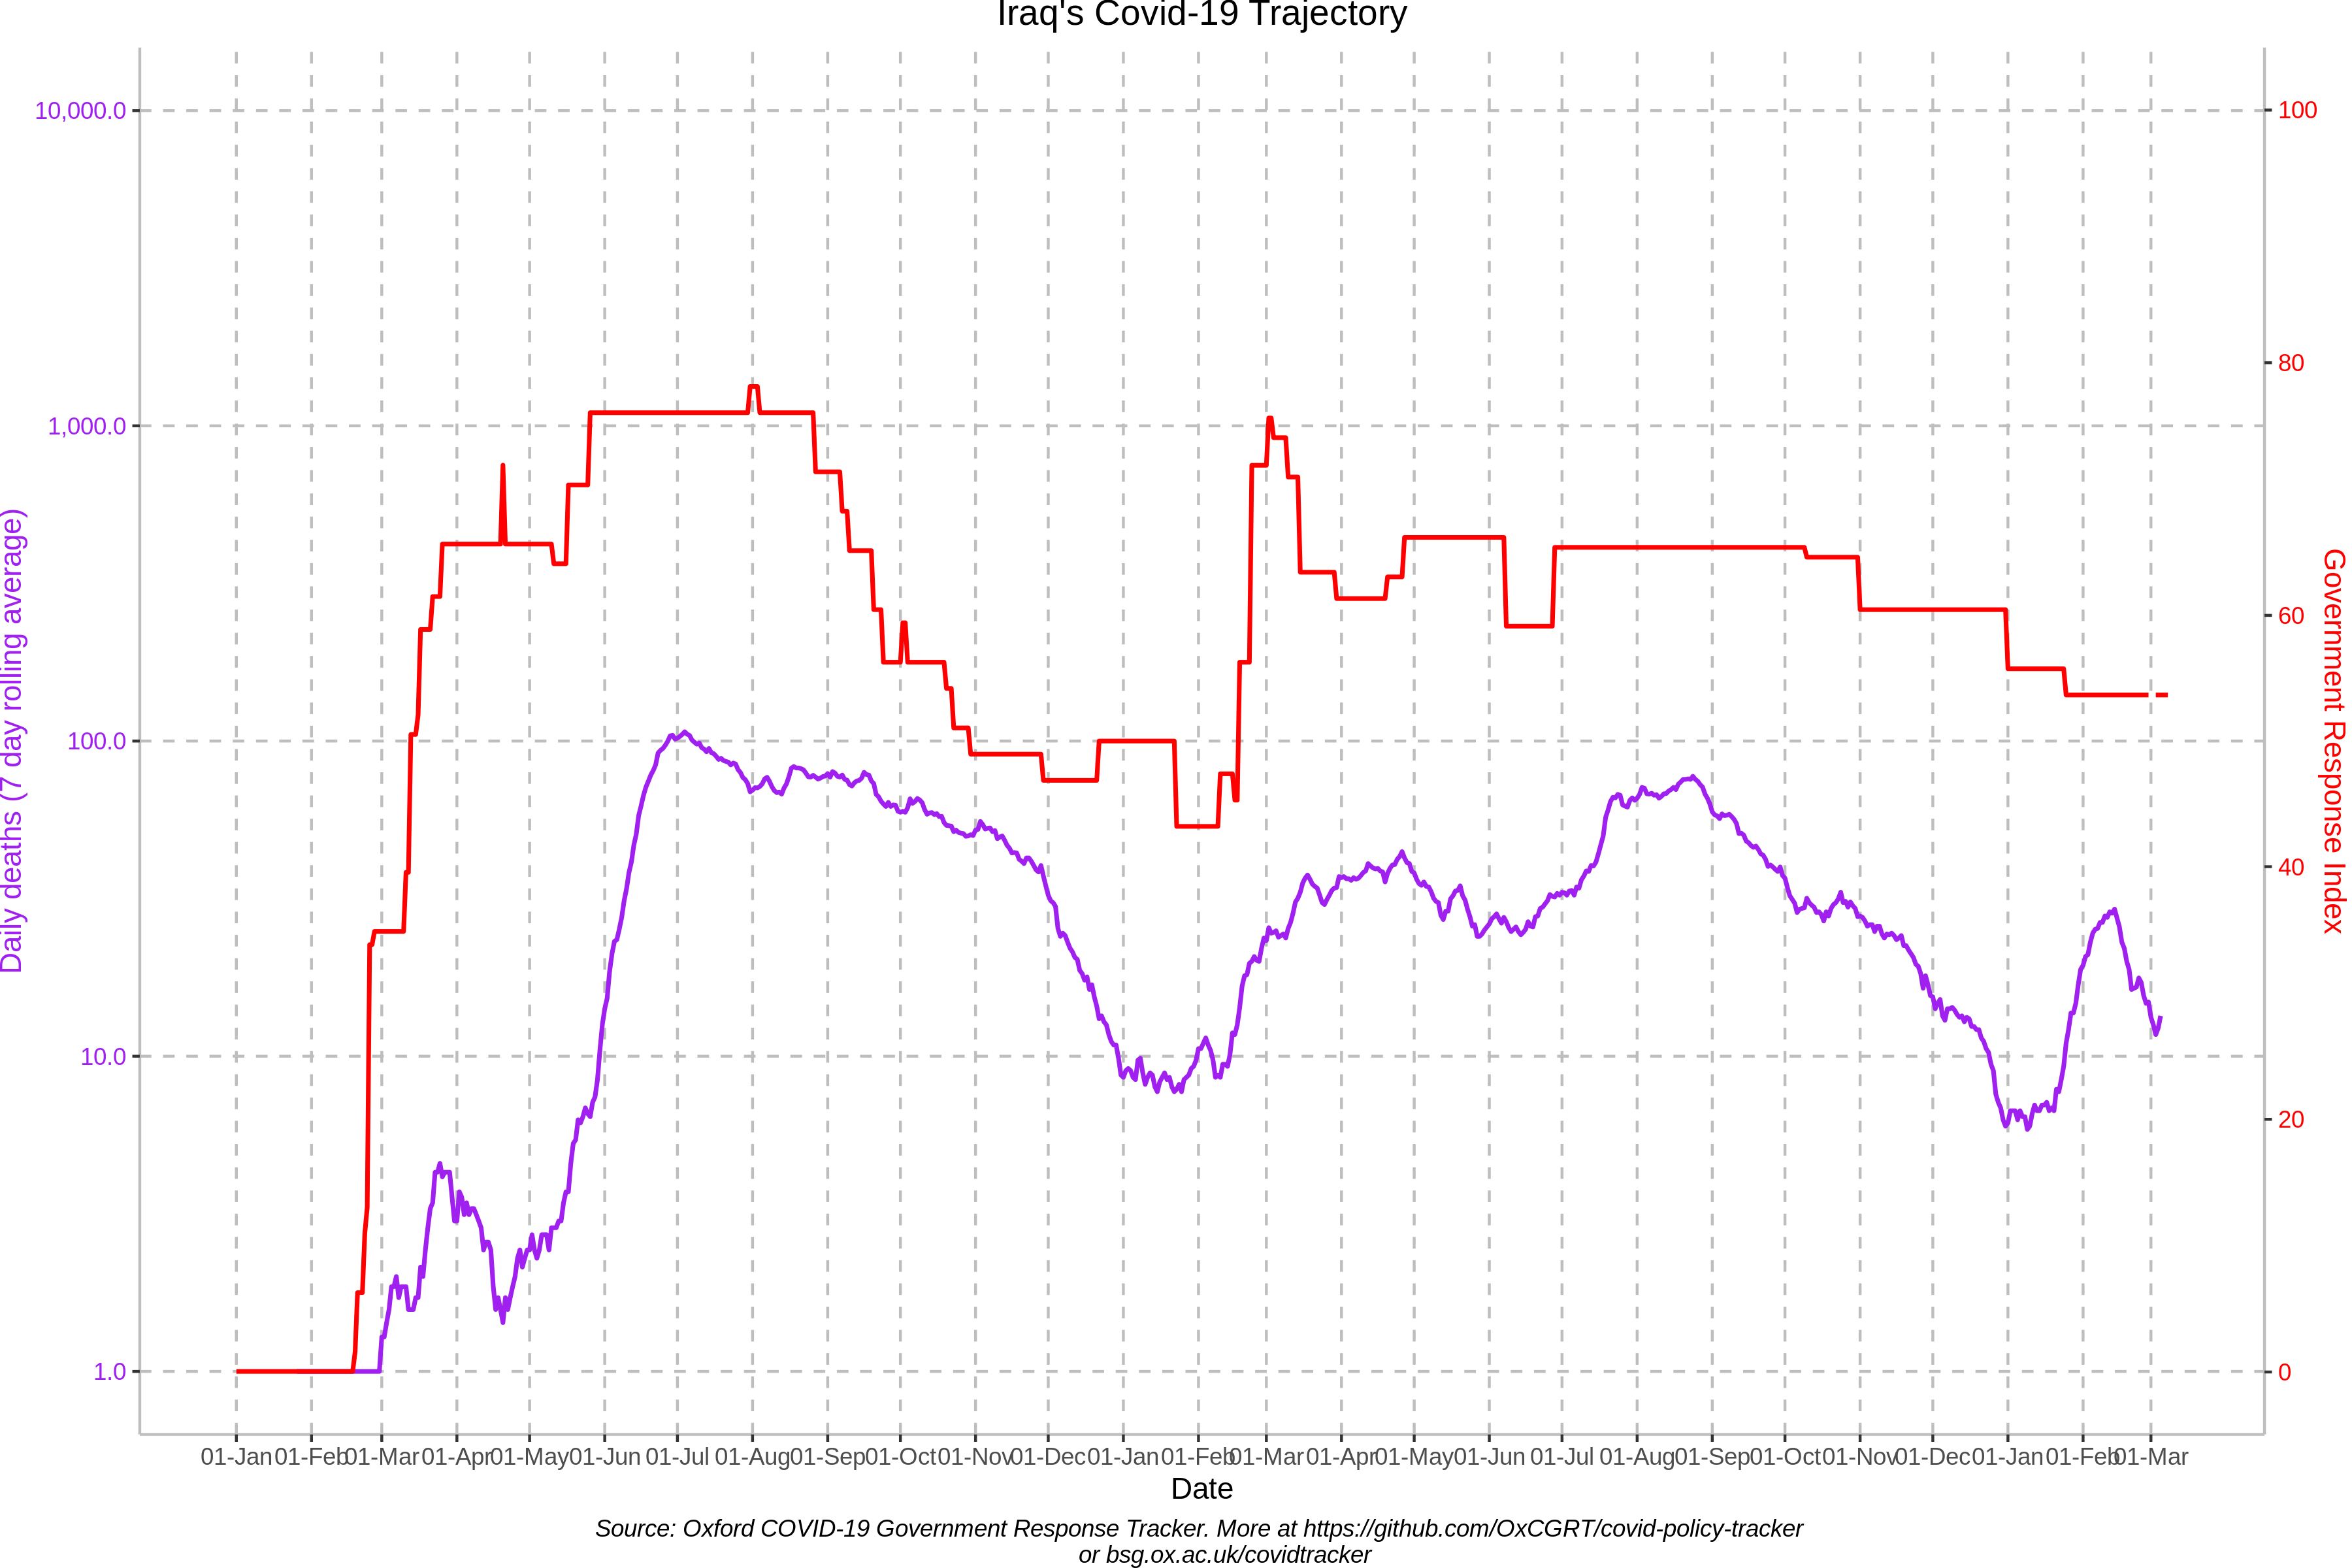 Iraq's Covid-19 Trajectory
10,000.0
1,000.0
100.0
10.0
1.0
Daily deaths (7 day rolling average)
100
80
60
40
20
0
Government Response Index
01-Jan 01-Feb 01-Mar 01-Apr 01-May 01-Jun 01-Jul 01-Aug 01-Sep 01-Oct 01-Nov 01-Dec 01-Jan 01-Feb 01-Mar 01-Apr 01-May 01-Jun 01-Jul 01-Aug 01-Sep 01-Oct 01-Nov 01-Dec 01-Jan 01-Feb 01-Mar
Date
Source: Oxford COVID-19 Government Response Tracker. More at https://github.com/OxCGRT/covid-policy-tracker
or bsg.ox.ac.uk/covidtracker